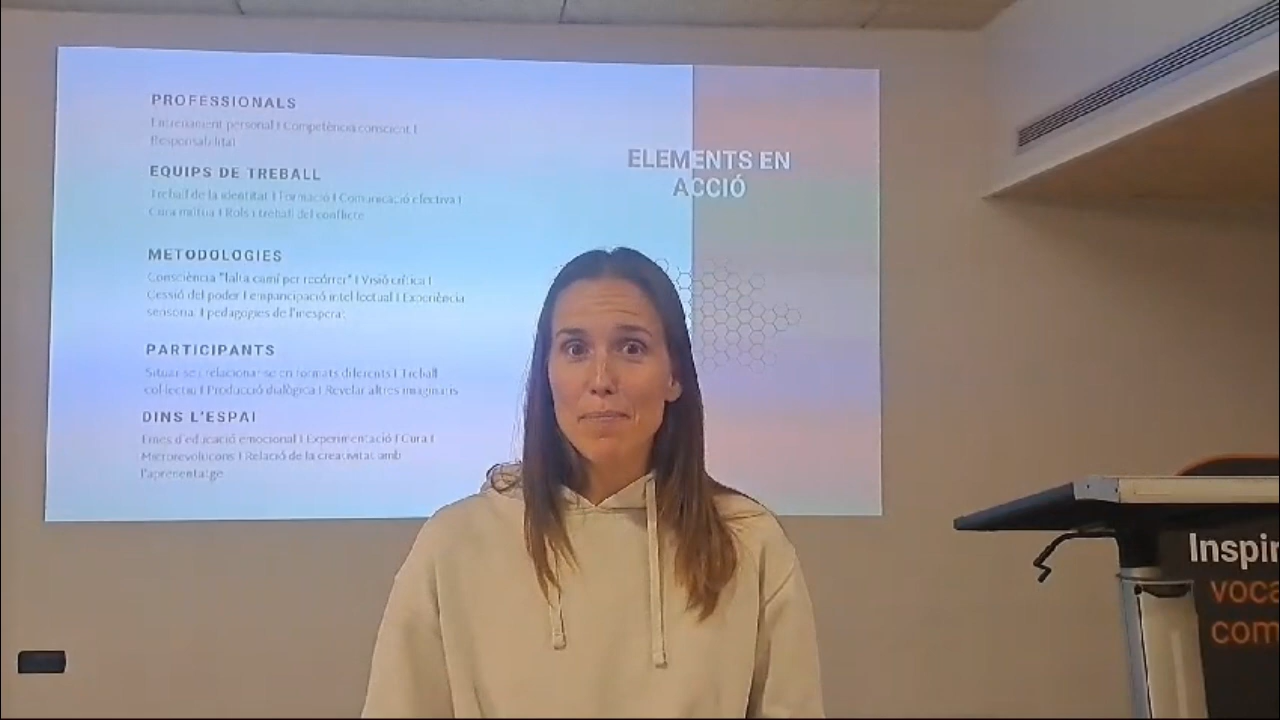 PROFESSIONALS
Entrenament personal I Competència conscient I
Responsabilitat
EQUIPS DE TREBALL
Treball de la identitat I Formació I Comunicació efectiva I
Cura mútua I Rols i treball del conflicte
METODOLOGIES
Consciència "falta camí per recórrer" I Visió crítica I
Cessió del poder I emancipació intel·lectual I Experiència
sensorial I pedagogies de l'inesperat
PARTICIPANTS
Situar-se i relacionar-se en formats diferents I Treball
col·lectiu I Producció dialògica I Revelar altres imaginaris
DINS L'ESPAI
Eines d'educació emocional I Experimentació I Cura I
Microrevolucions I Relació de la creativitat amb
l'aprenentatge
ELEMENTS EN
ACCIÓ
Inspir
voca
com